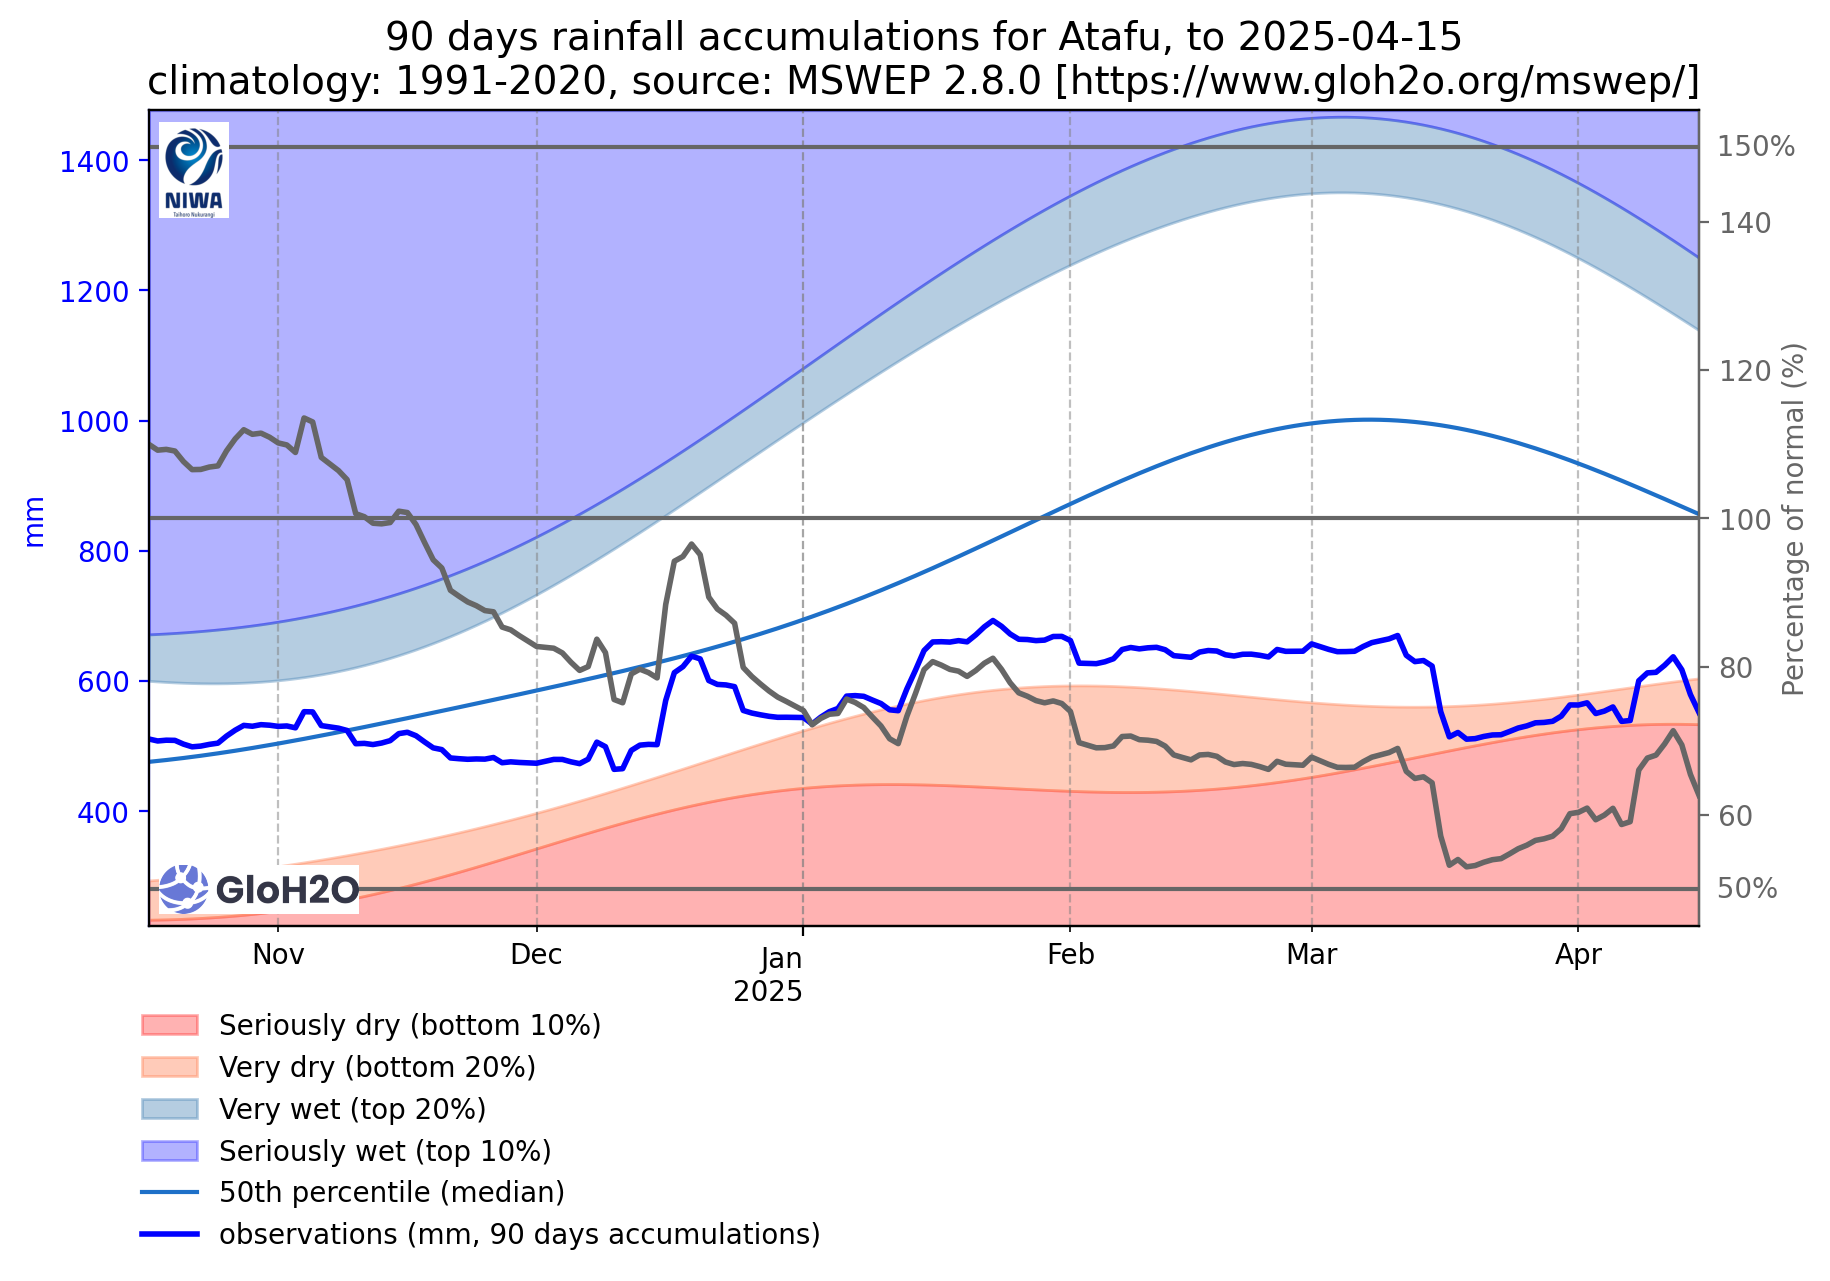 90 days rainfall accumulations for Atafu, to 2025-04-15
climatology: 1991-2020, source: MSWEP 2.8.0 [https://www.gloh2o.org/mswep/]
NIWA
Taihoro Nukurangi
1400
1200
1000
800
600
400
mm
150%
140
120
100
80
60
50%
Percentage of normal (%)
GloH2O
Nov
Dec
Jan
2025
Feb
Mar
Apr
Seriously dry (bottom 10%)
Very dry (bottom 20%)
Very wet (top 20%)
Seriously wet (top 10%)
50th percentile (median)
observations (mm, 90 days accumulations)